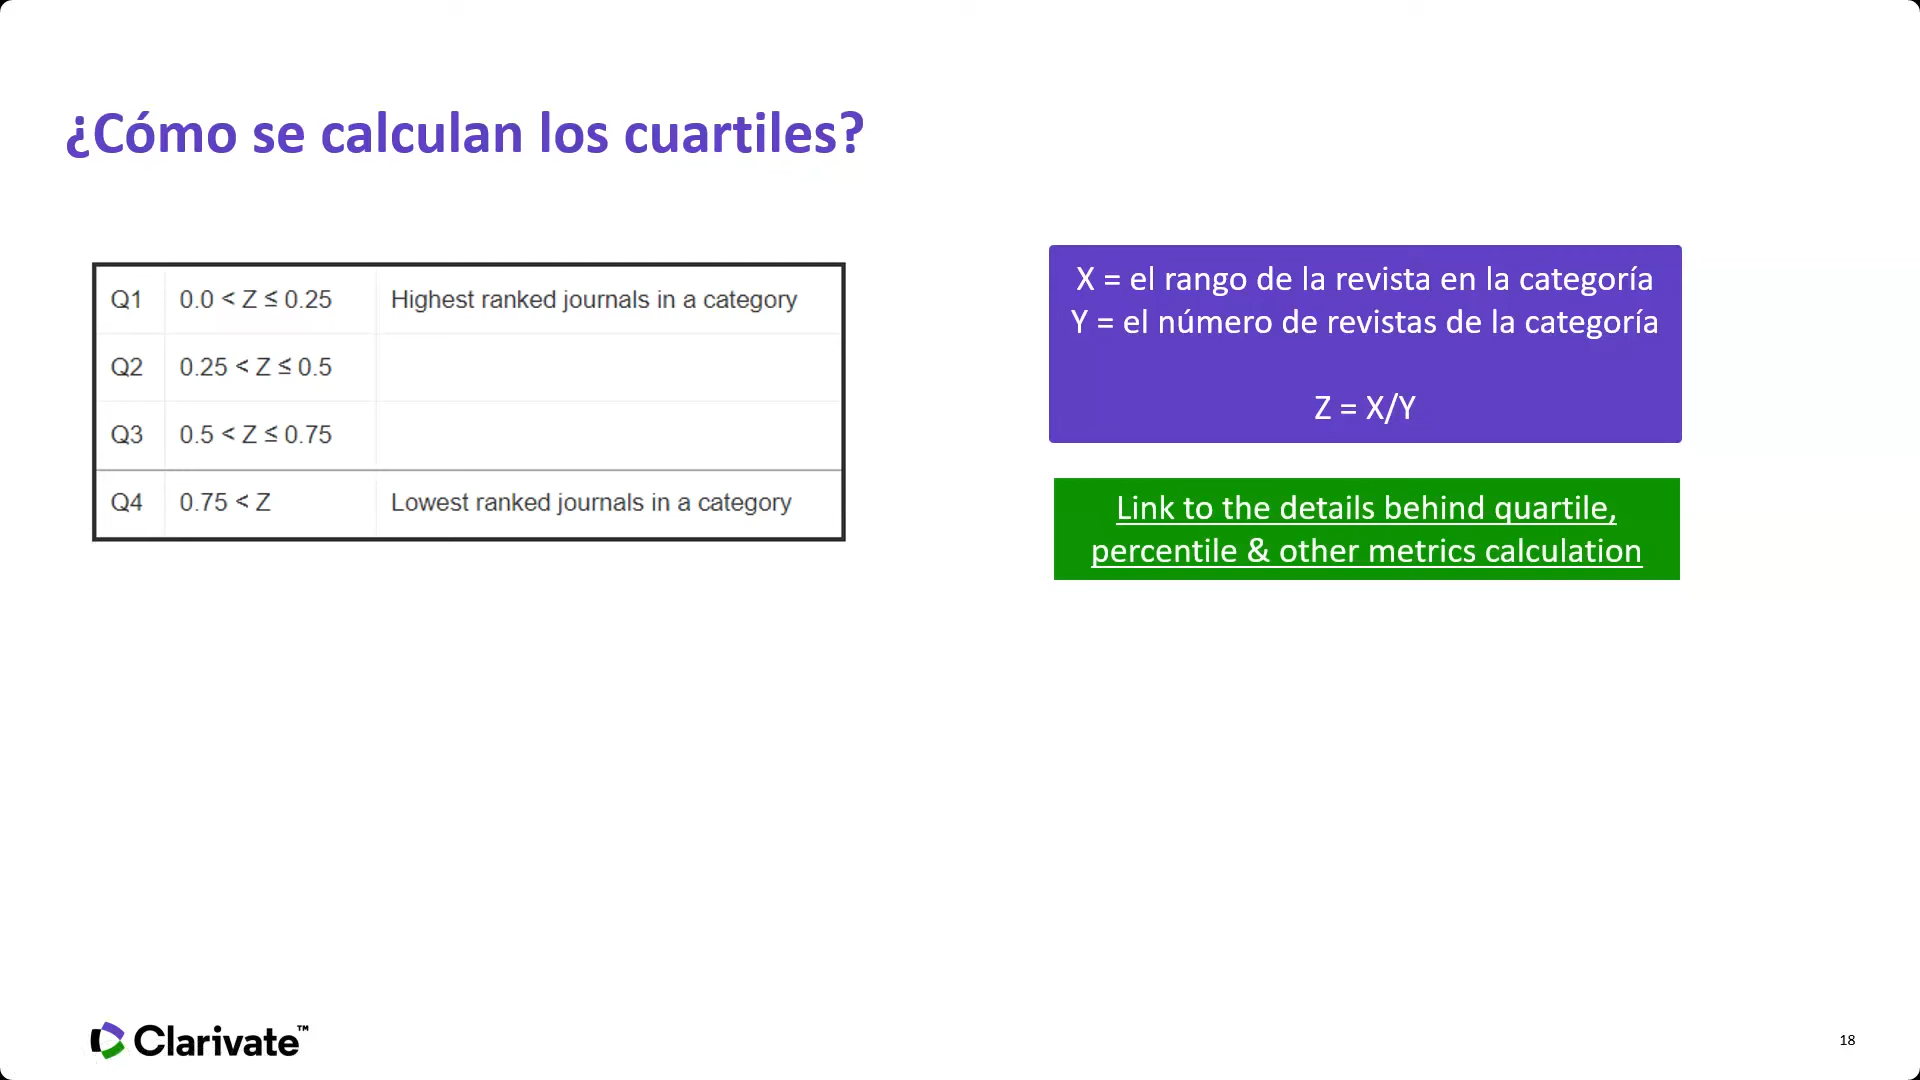 ¿Cómo se calculan los cuartiles?
Q1 0.0 < Z ≤ 0.25 Highest ranked journals in a category
Q2 0.25 < Z ≤ 0.5
Q3 0.5 < Z ≤ 0.75
Q4 0.75 < Z Lowest ranked journals in a category
X = el rango de la revista en la categoría
Y = el número de revistas de la categoría
Z = X/Y
Link to the details behind quartile,
percentile & other metrics calculation
Clarivate™
18